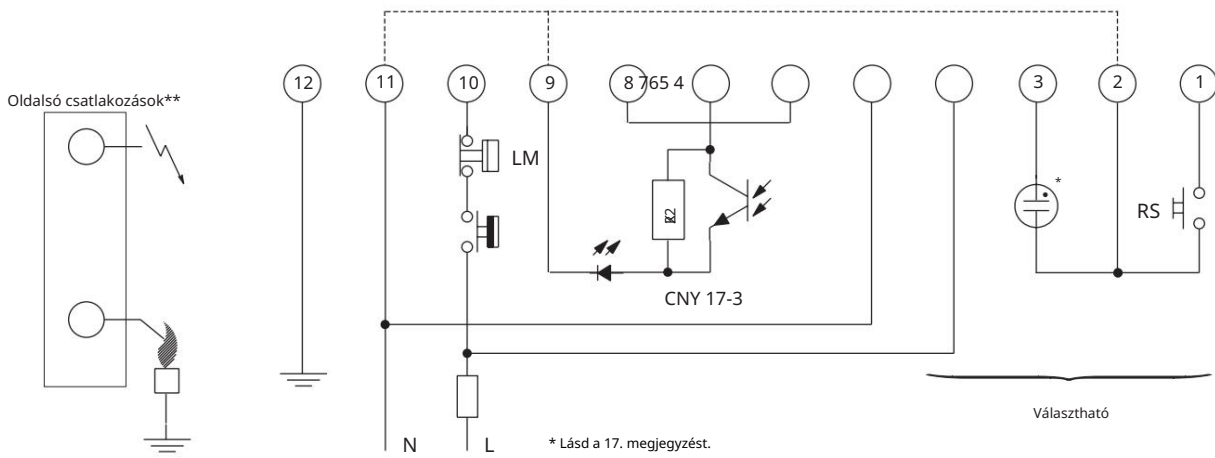 12 11 10 9 8 765 4 3 2 1
Oldalsó csatlakozások**
LM
*
RS
CNY 17-3
Választható
N L * Lásd a 17. megjegyzést.